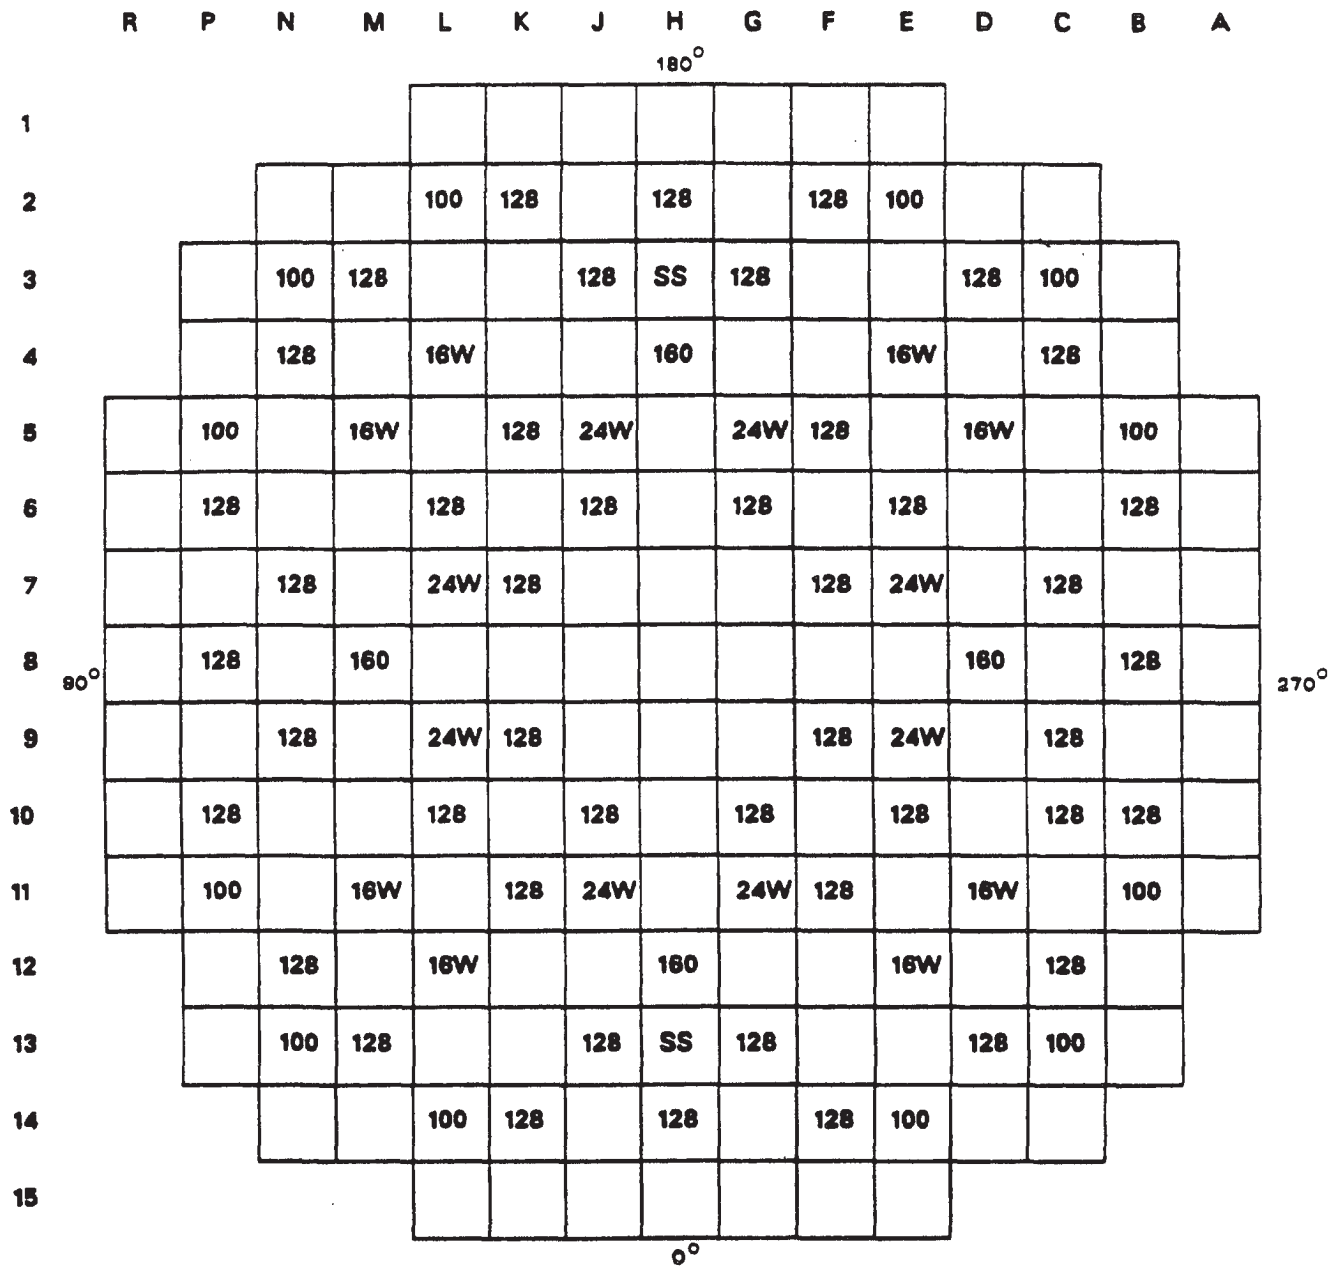 R P N M L K J H G F E D C B A
180°
1
2 100 128 128 128 100
3 100 128 128 SS 128 128 100
4 128 16W 160 16W 128
5 100 16W 128 24W 24W 128 16W 100
6 128 128 128 128 128 128
7 128 24W 128 128 24W 128
8 128 160 160 128
90° 270°
9 128 24W 128 128 24W 128
10 128 128 128 128 128 128 128
11 100 16W 128 24W 24W 128 16W 100
12 128 16W 160 16W 128
13 100 128 128 SS 128 128 100
14 100 128 128 128 100
15
0°